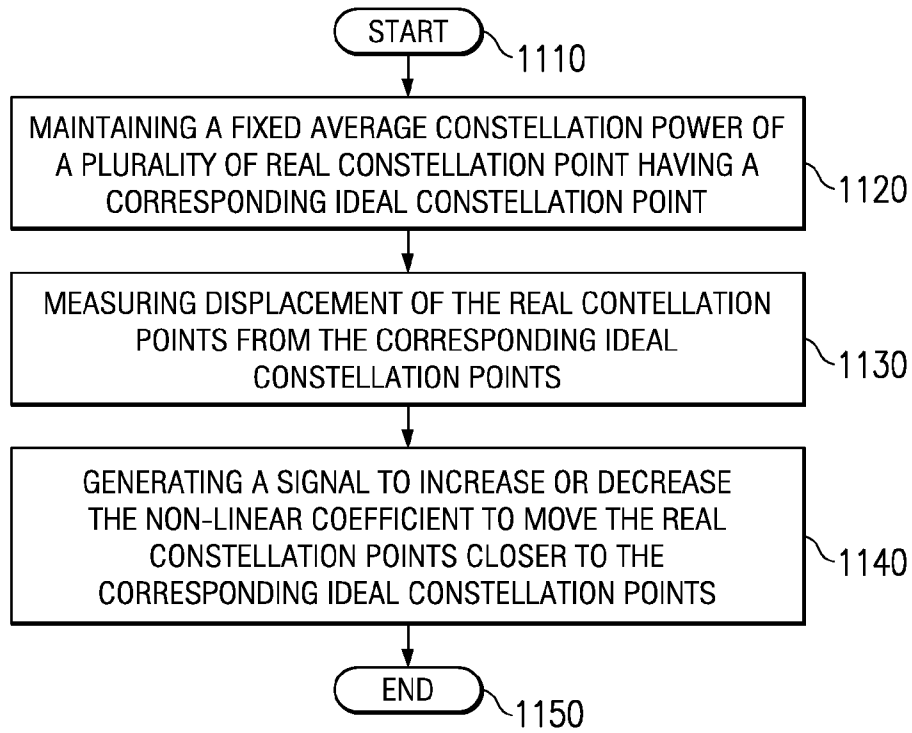 START
1110
MAINTAINING A FIXED AVERAGE CONSTELLATION POWER OF
A PLURALITY OF REAL CONSTELLATION POINT HAVING A
CORRESPONDING IDEAL CONSTELLATION POINT
1120
MEASURING DISPLACEMENT OF THE REAL CONTELLATION
POINTS FROM THE CORRESPONDING IDEAL
CONSTELLATION POINTS
1130
GENERATING A SIGNAL TO INCREASE OR DECREASE
THE NON-LINEAR COEFFICIENT TO MOVE THE REAL
CONSTELLATION POINTS CLOSER TO THE
CORRESPONDING IDEAL CONSTELLATION POINTS
1140
END
1150